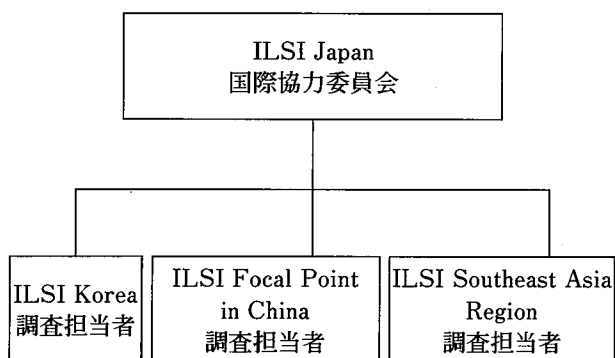 ILSI Japan
国際協力委員会
ILSI Korea
調査担当者
ILSI Focal Point
in China
調査担当者
ILSI Southeast Asia
Region
調査担当者